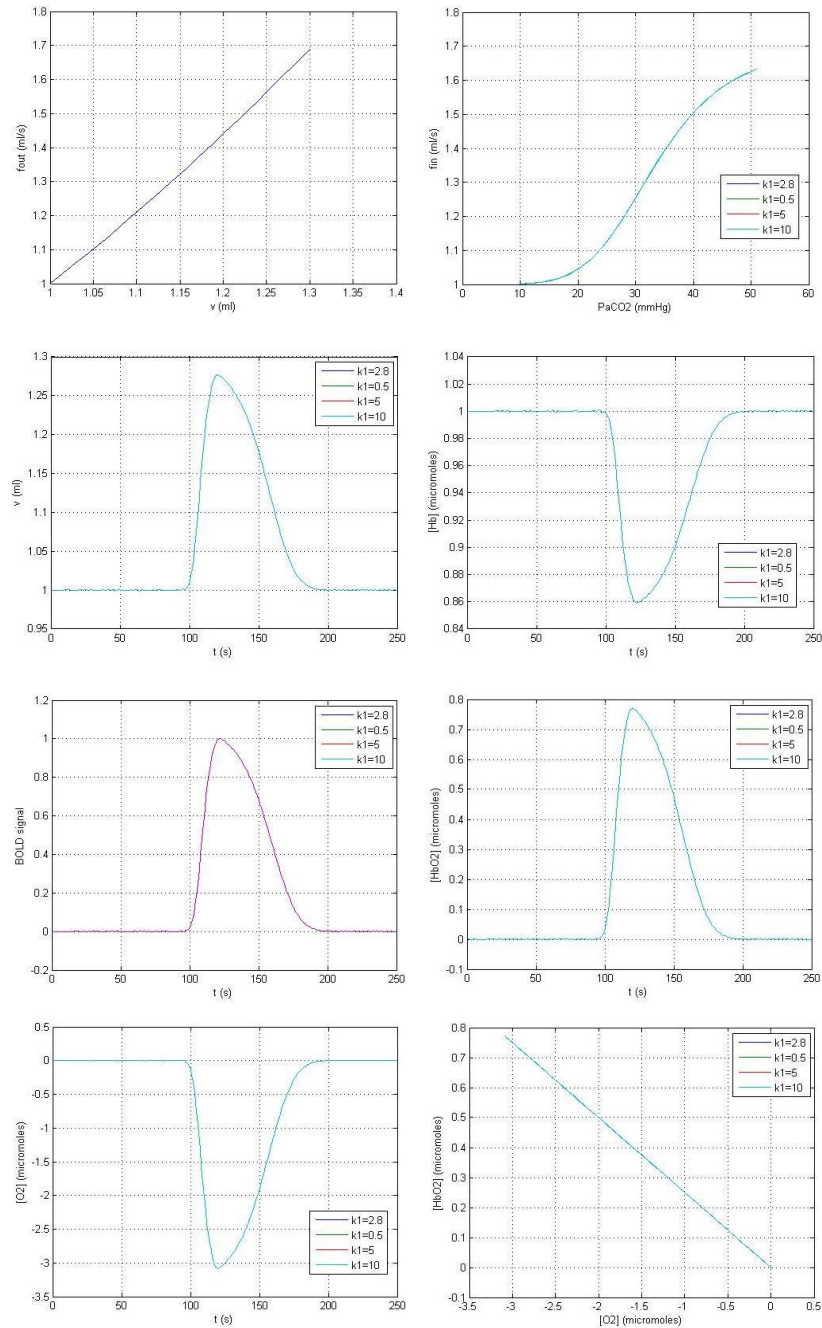 1.8
1.7
1.6
1.5
1.4
1.3
1.2
1.1
1
fout (ml/s)
1 1.05 1.1 1.15 1.2 1.25 1.3 1.35 1.4
v (ml)
1.8
1.7
1.6
1.5
1.4
1.3
1.2
1.1
1
fin (ml/s)
k1=2.8
k1=0.5
k1=5
k1=10
0 10 20 30 40 50 60
PaCO2 (mmHg)
1.3
1.25
1.2
1.15
1.1
1.05
1
0.95
v (ml)
k1=2.8
k1=0.5
k1=5
k1=10
0 50 100 150 200 250
t (s)
1.04
1.02
1
0.98
0.96
0.94
0.92
0.9
0.88
0.86
0.84
[Hb] (micromoles)
k1=2.8
k1=0.5
k1=5
k1=10
0 50 100 150 200 250
t (s)
1.2
1
0.8
0.6
0.4
0.2
0
-0.2
BOLD signal
k1=2.8
k1=0.5
k1=5
k1=10
0 50 100 150 200 250
t (s)
0.8
0.7
0.6
0.5
0.4
0.3
0.2
0.1
0
-0.1
[HbO2] (micromoles)
k1=2.8
k1=0.5
k1=5
k1=10
0 50 100 150 200 250
t (s)
0.5
0
-0.5
-1
-1.5
-2
-2.5
-3
-3.5
[O2] (micromoles)
k1=2.8
k1=0.5
k1=5
k1=10
0 50 100 150 200 250
t (s)
0.8
0.7
0.6
0.5
0.4
0.3
0.2
0.1
0
-0.1
[HbO2] (micromoles)
k1=2.8
k1=0.5
k1=5
k1=10
-3.5 -3 -2.5 -2 -1.5 -1 -0.5 0 0.5
[O2] (micromoles)